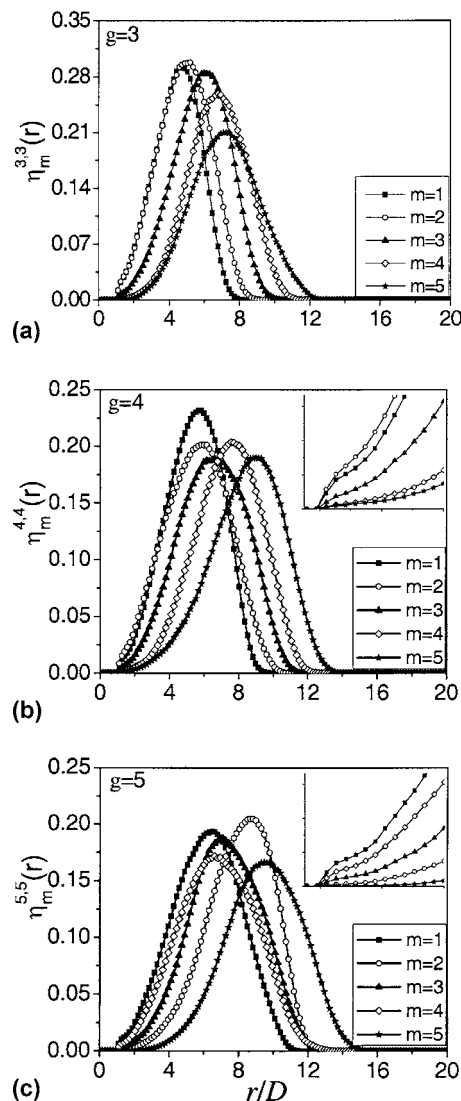 0.35
g=3
0.28
0.21
0.14
0.07
0.00
η_m^{3,3}(r)
m=1
m=2
m=3
m=4
m=5
0 4 8 12 16 20
(a)
0.25
g=4
0.20
0.15
0.10
0.05
0.00
η_m^{4,4}(r)
m=1
m=2
m=3
m=4
m=5
0 4 8 12 16 20
(b)
0.25
g=5
0.20
0.15
0.10
0.05
0.00
η_m^{5,5}(r)
m=1
m=2
m=3
m=4
m=5
0 4 8 12 16 20
(c)
r/D